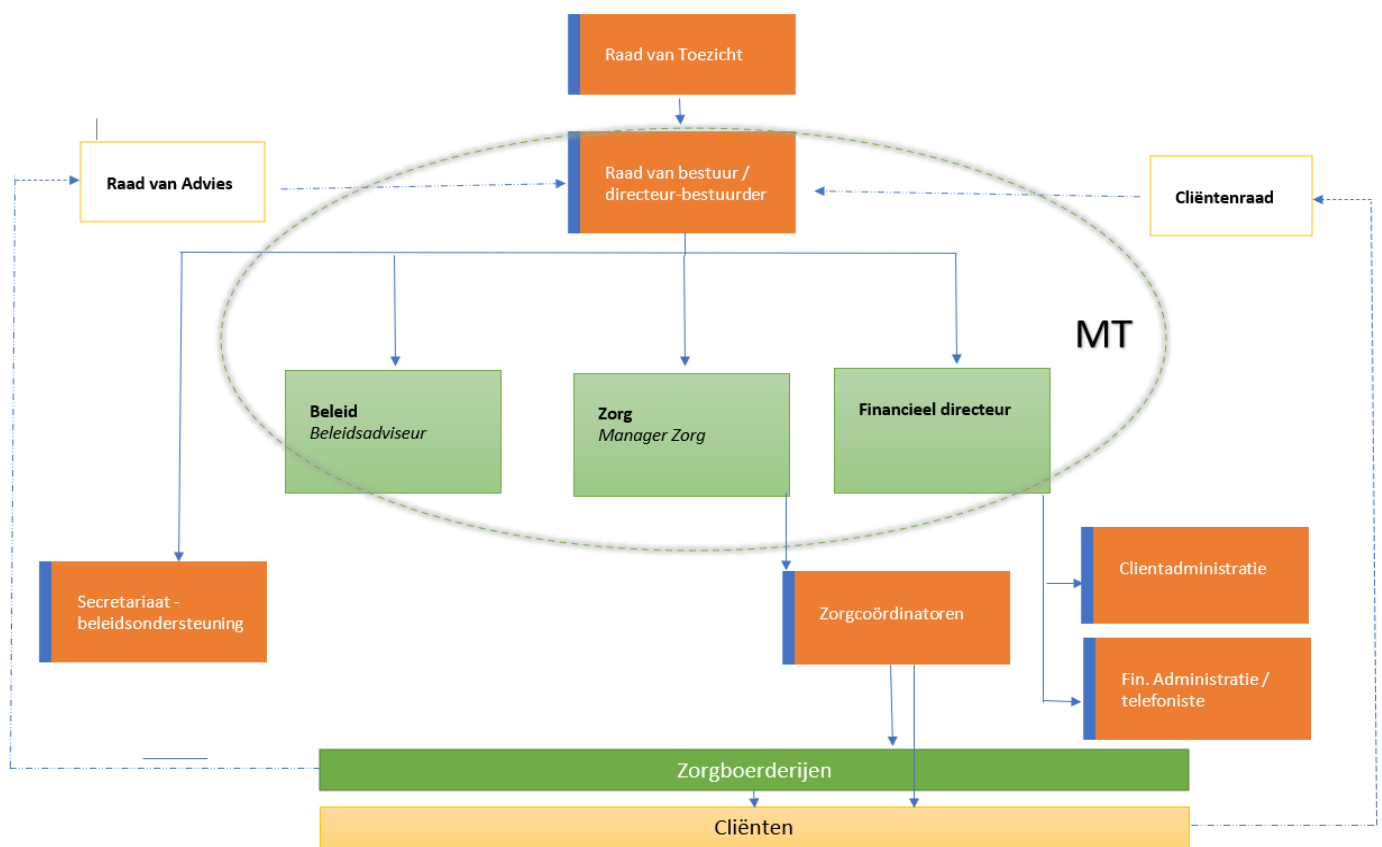 Raad van Toezicht
Raad van bestuur /
directeur-bestuurder
Raad van Advies
Cliëntenraad
MT
Beleid
Beleidsadviseur
Zorg
Manager Zorg
Financieel directeur
Secretariaat -
beleidsondersteuning
Zorgcoördinatoren
Clientadministratie
Fin. Administratie /
telefoniste
Zorgboerderijen
Cliënten